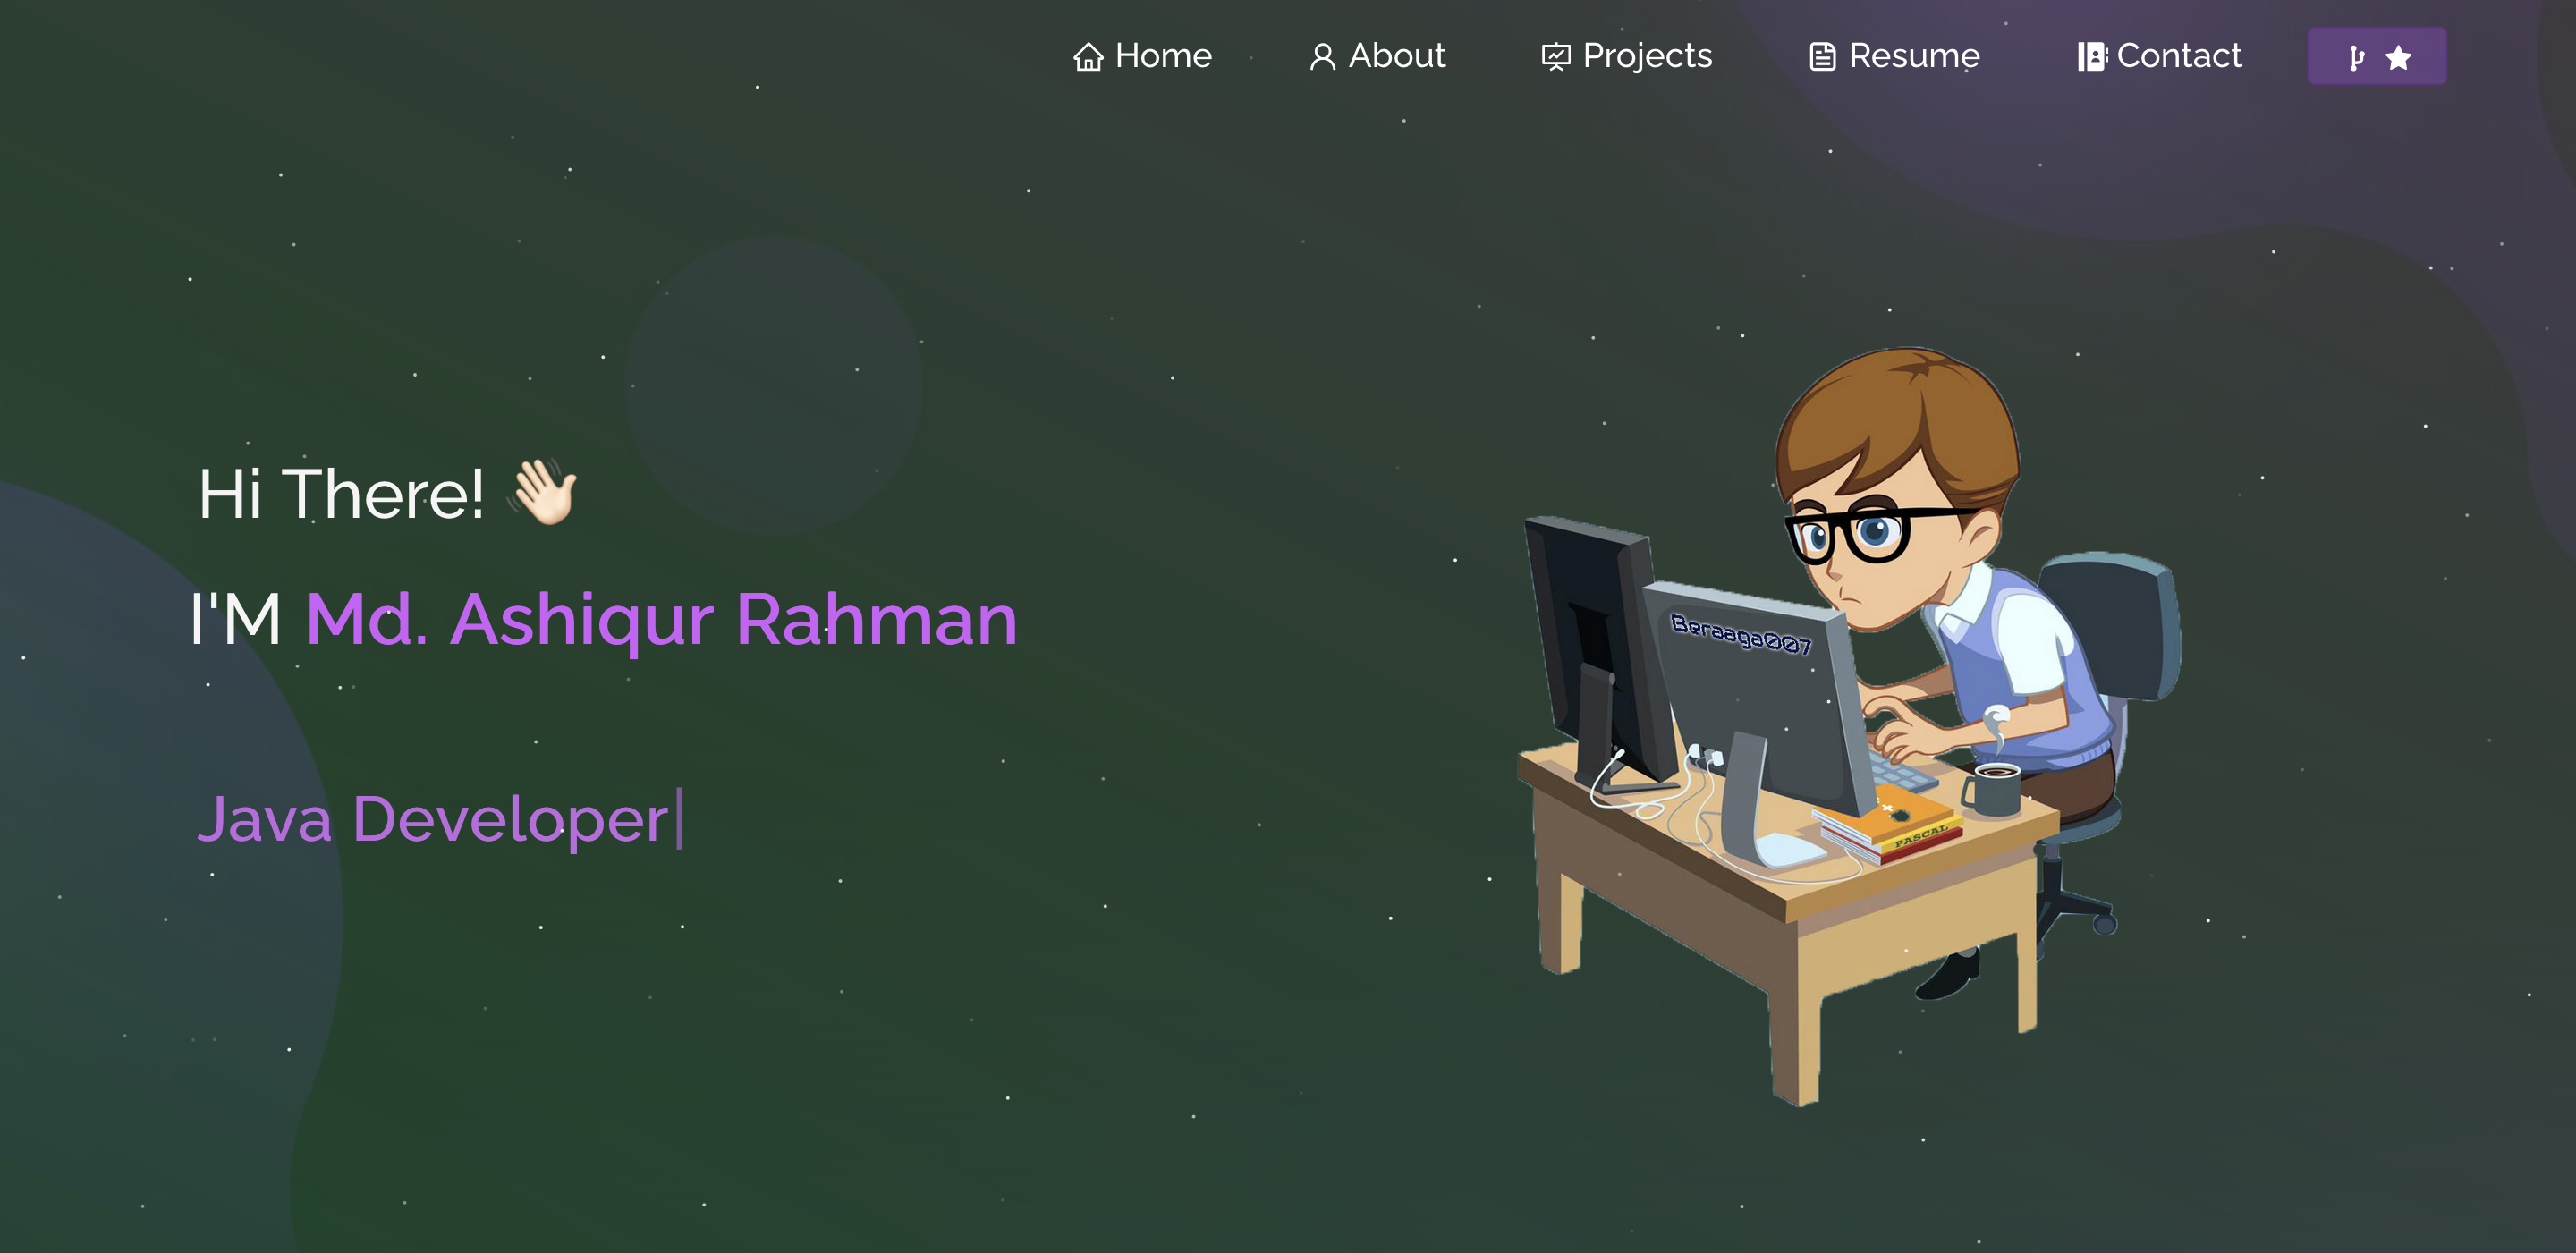 Home About Projects Resume Contact
Hi There! 👋🏻
I'M Md. Ashiqur Rahman
Beraaga007
Java Developer
PASCAL